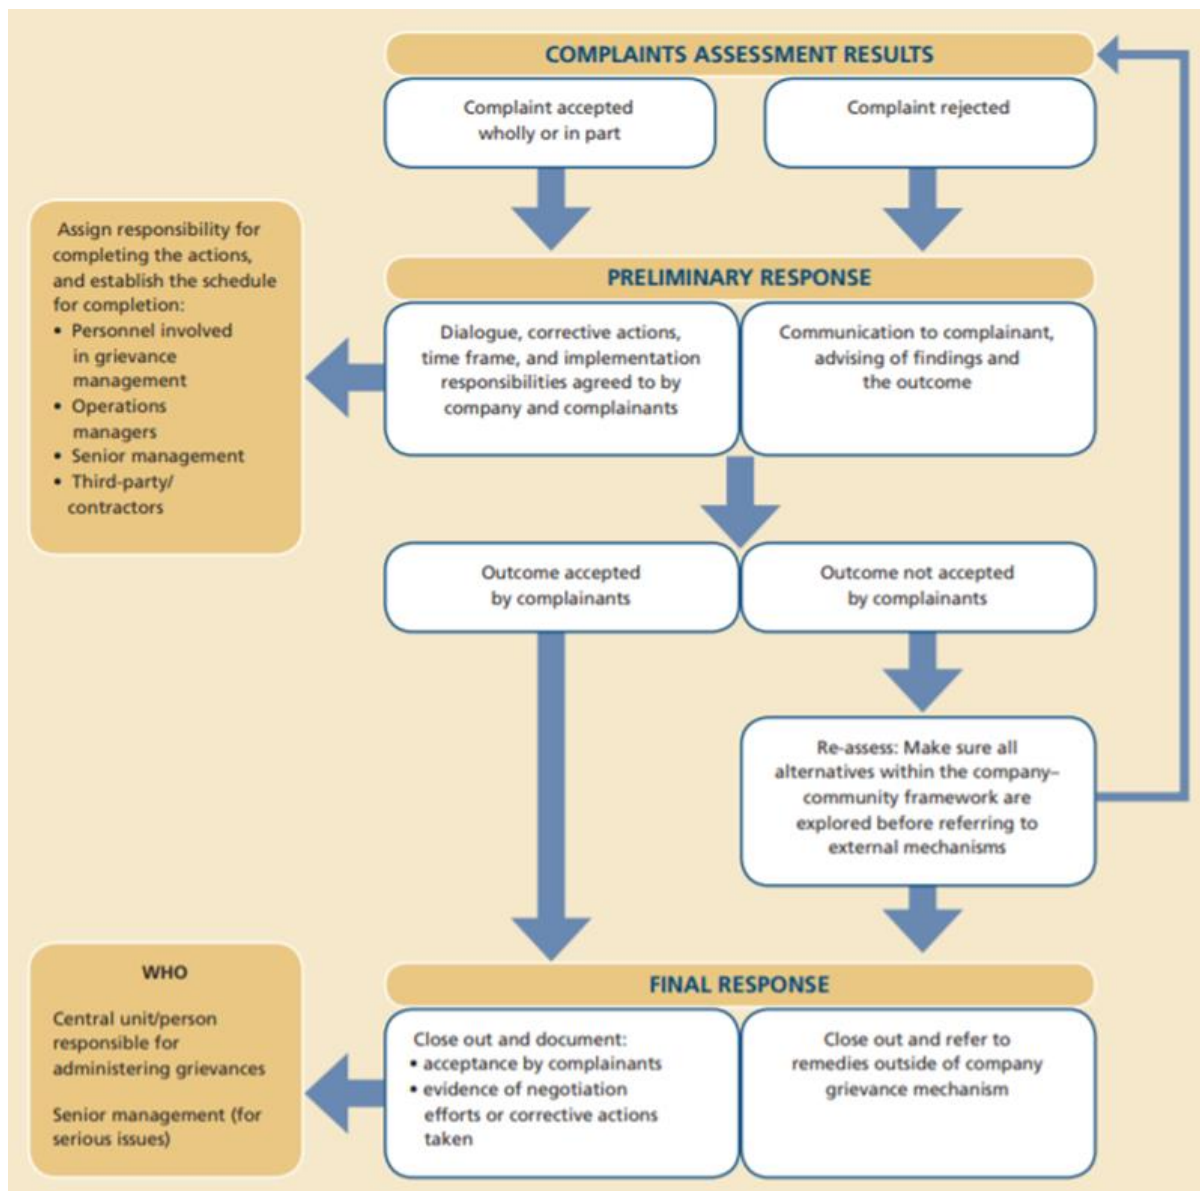 COMPLAINTS ASSESSMENT RESULTS
Complaint accepted
wholly or in part
Complaint rejected
Assign responsibility for
completing the actions,
and establish the schedule
for completion:
• Personnel involved
in grievance
management
• Operations
managers
• Senior management
• Third-party/
contractors
PRELIMINARY RESPONSE
Dialogue, corrective actions,
time frame, and implementation
responsibilities agreed to by
company and complainants
Communication to complainant,
advising of findings and
the outcome
Outcome accepted
by complainants
Outcome not accepted
by complainants
Re-assess: Make sure all
alternatives within the company–
community framework are
explored before referring to
external mechanisms
WHO
Central unit/person
responsible for
administering grievances
Senior management (for
serious issues)
FINAL RESPONSE
Close out and document:
• acceptance by complainants
• evidence of negotiation
efforts or corrective actions
taken
Close out and refer to
remedies outside of company
grievance mechanism